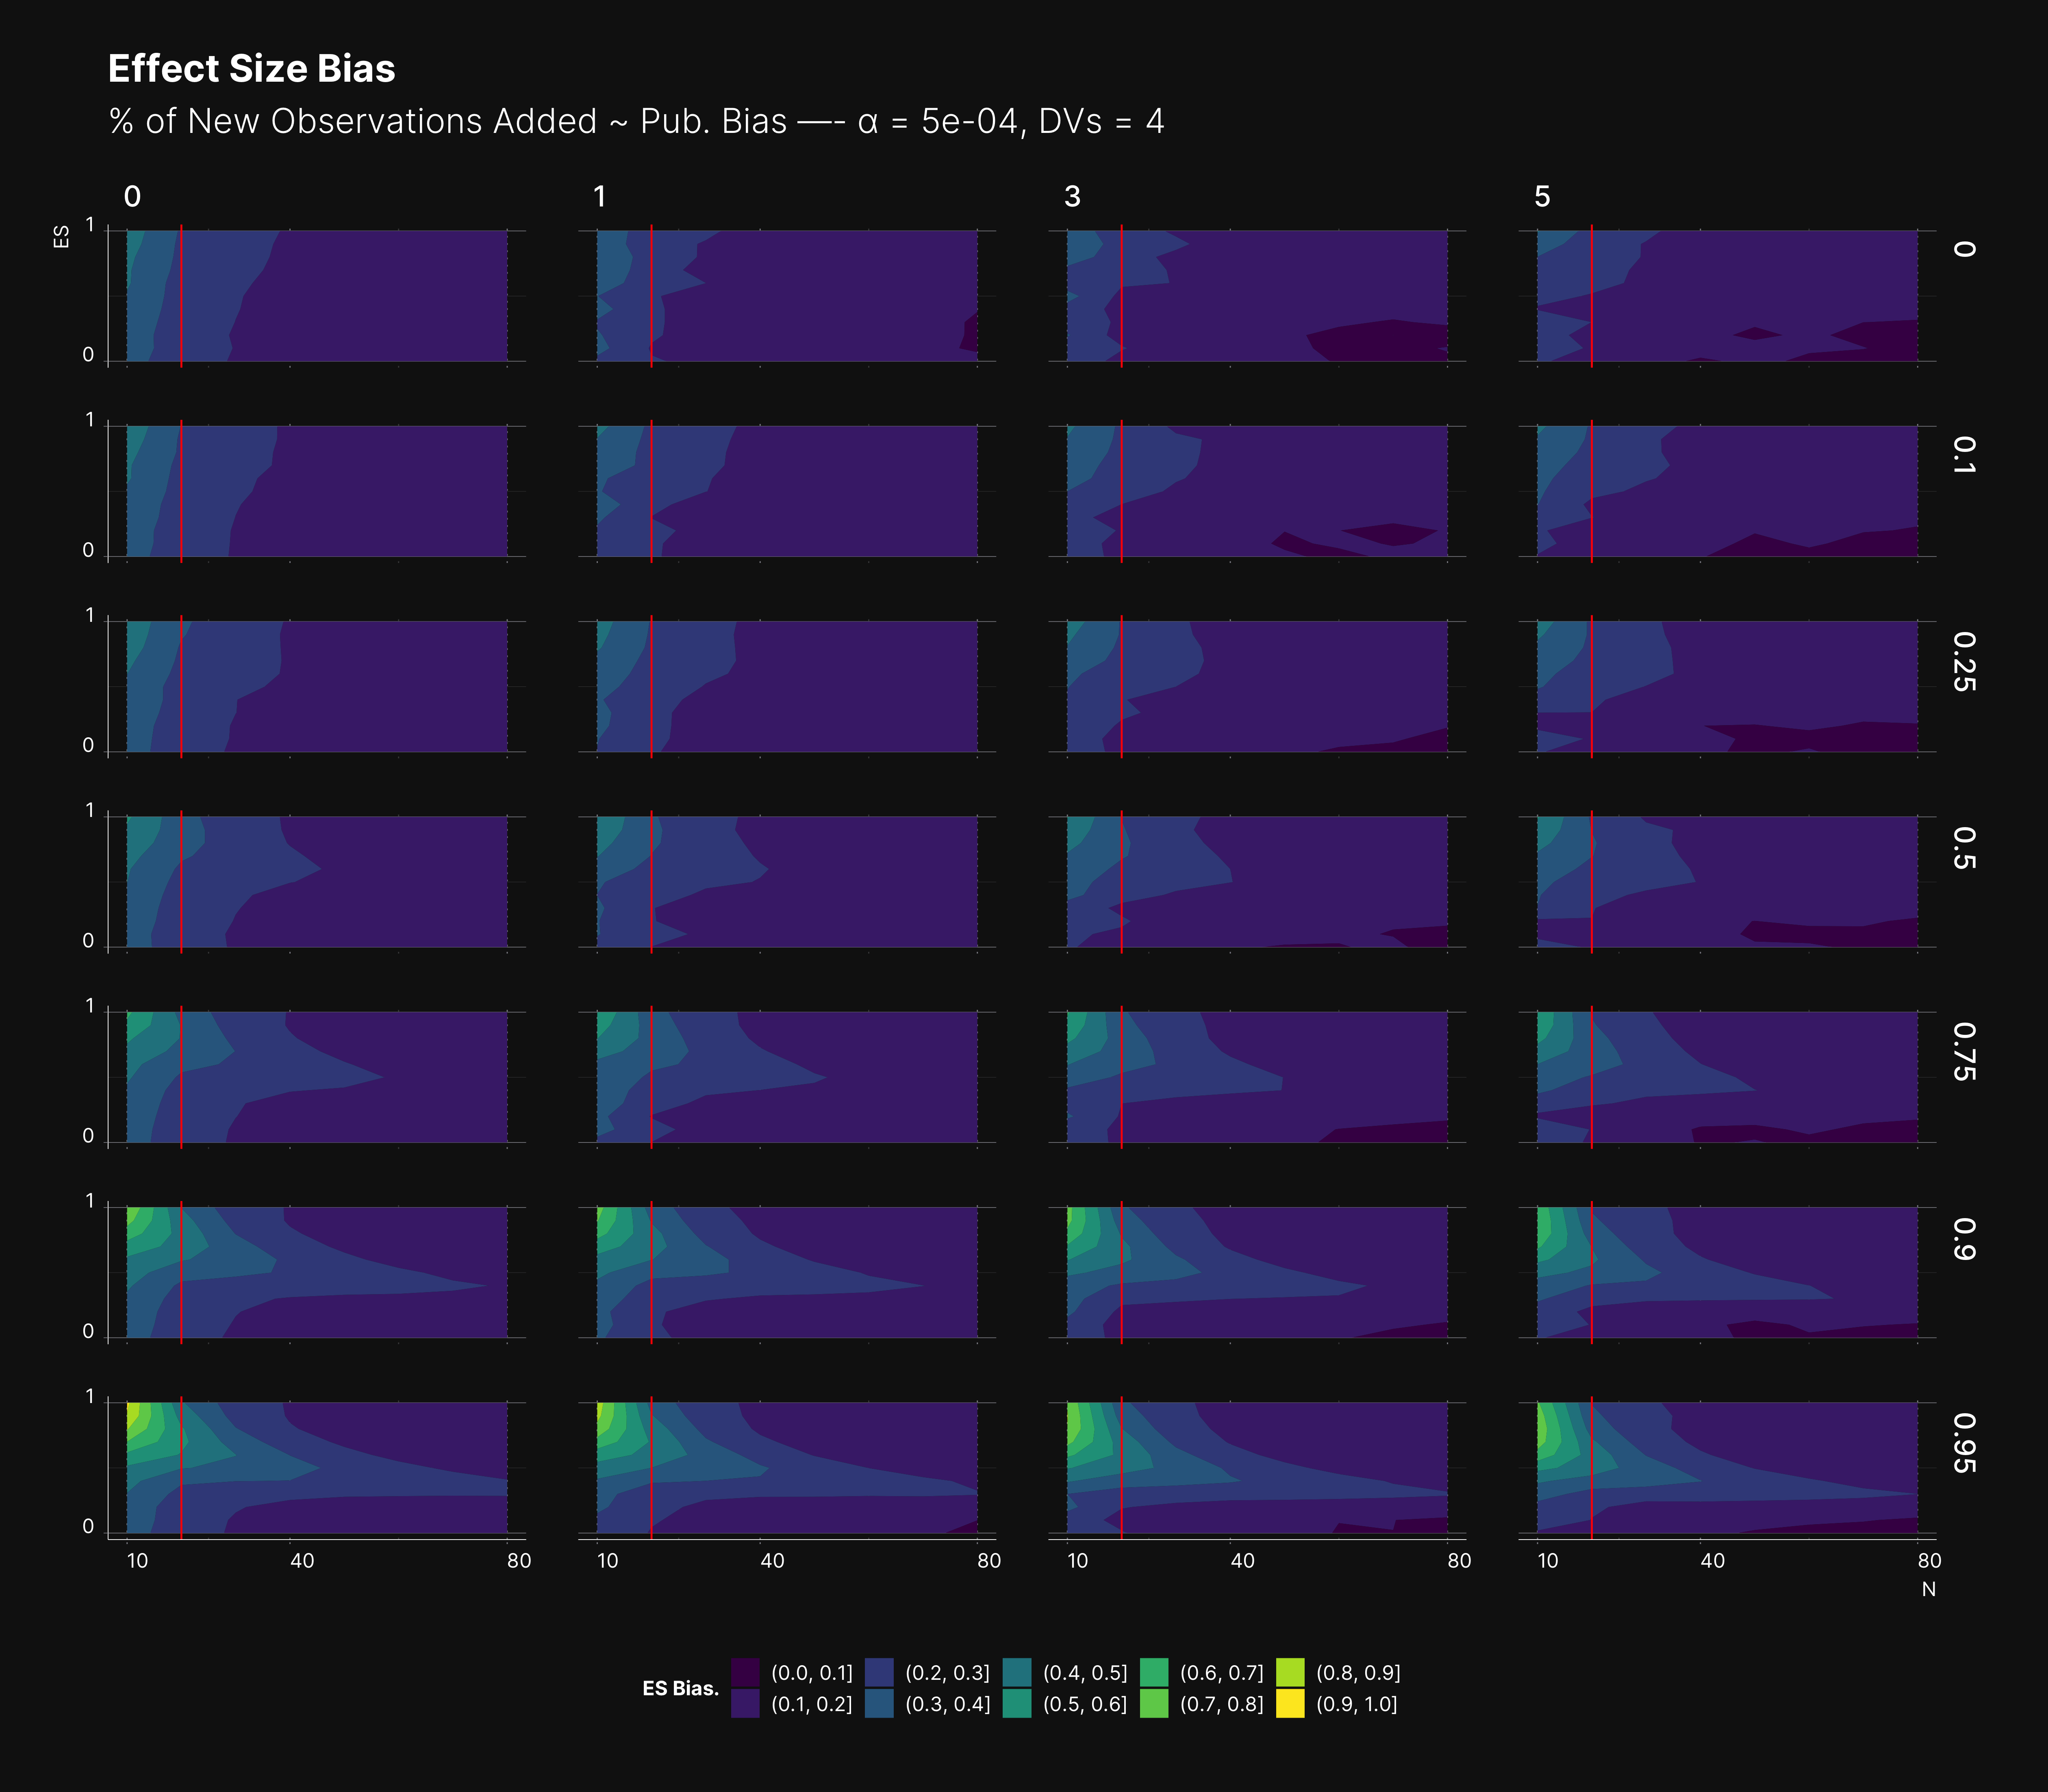 Effect Size Bias
% of New Observations Added ~ Pub. Bias —- α = 5e-04, DVs = 4
0 1 3 5
ES
1
0
0
1
0
0.1
1
0
0.25
1
0
0.5
1
0
0.75
1
0
0.9
1
0
0.95
10 40 80 10 40 80 10 40 80 10 40 80
N
ES Bias.
(0.0, 0.1] (0.2, 0.3] (0.4, 0.5] (0.6, 0.7] (0.8, 0.9]
(0.1, 0.2] (0.3, 0.4] (0.5, 0.6] (0.7, 0.8] (0.9, 1.0]